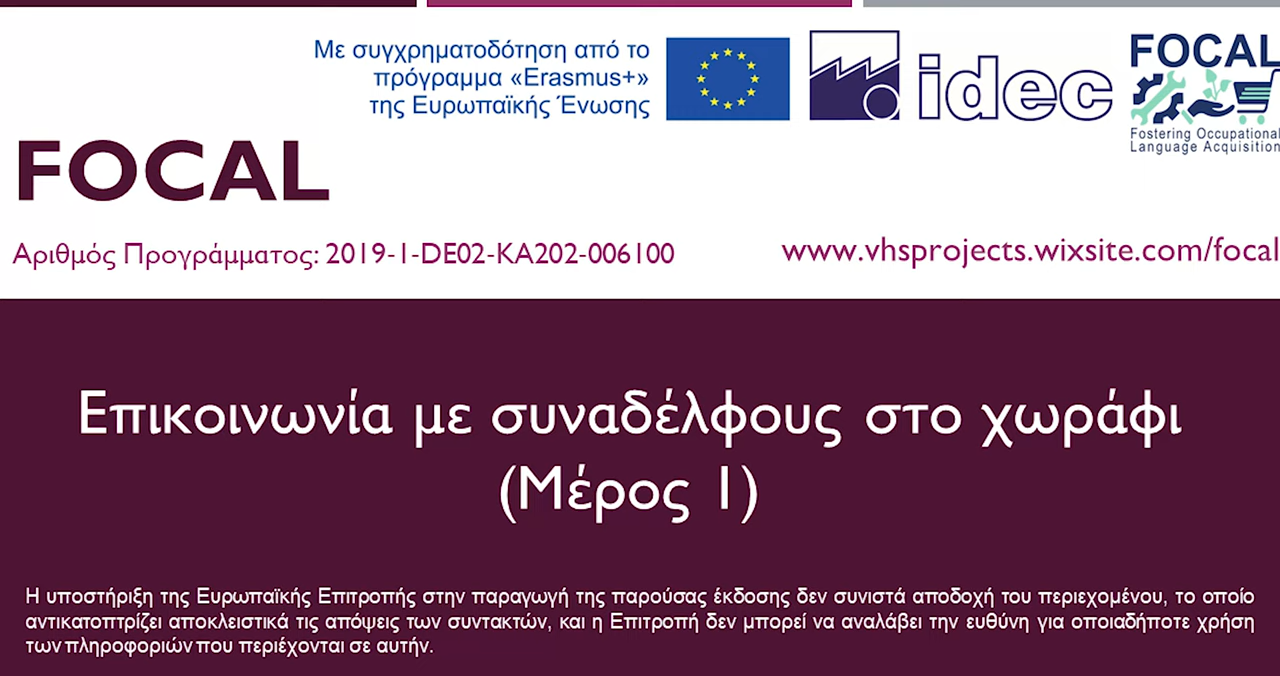 Με συγχρηματοδότηση από το
πρόγραμμα «Erasmus+»
της Ευρωπαϊκής Ένωσης
idec
FOCAL
Fostering Occupational
Language Acquisition
FOCAL
Αριθμός Προγράμματος: 2019-1-DE02-KA202-006100
www.vhsprojects.wixsite.com/focal
Επικοινωνία με συναδέλφους στο χωράφι
(Μέρος 1)
Η υποστήριξη της Ευρωπαϊκής Επιτροπής στην παραγωγή της παρούσας έκδοσης δεν συνιστά αποδοχή του περιεχομένου, το οποίο
αντικατοπτρίζει αποκλειστικά τις απόψεις των συντακτών, και η Επιτροπή δεν μπορεί να αναλάβει την ευθύνη για οποιαδήποτε χρήση
των πληροφοριών που περιέχονται σε αυτήν.